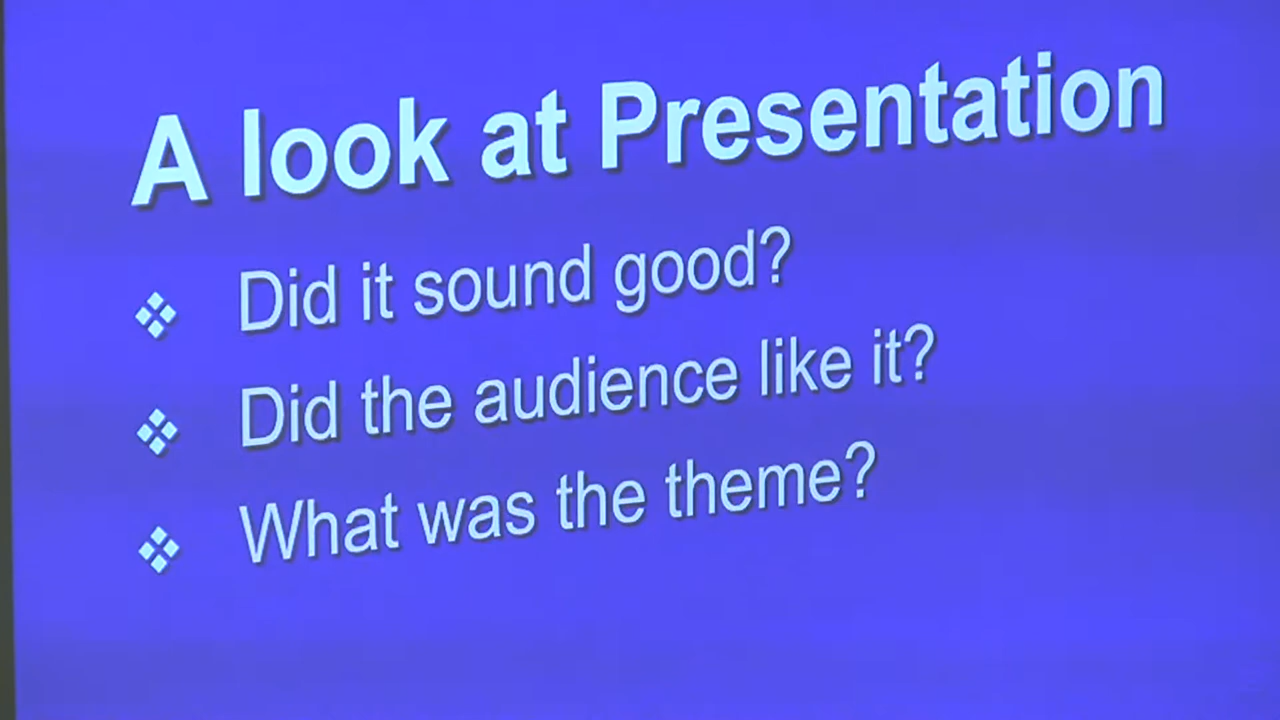 A look at Presentation
Did it sound good?
Did the audience like it?
What was the theme?